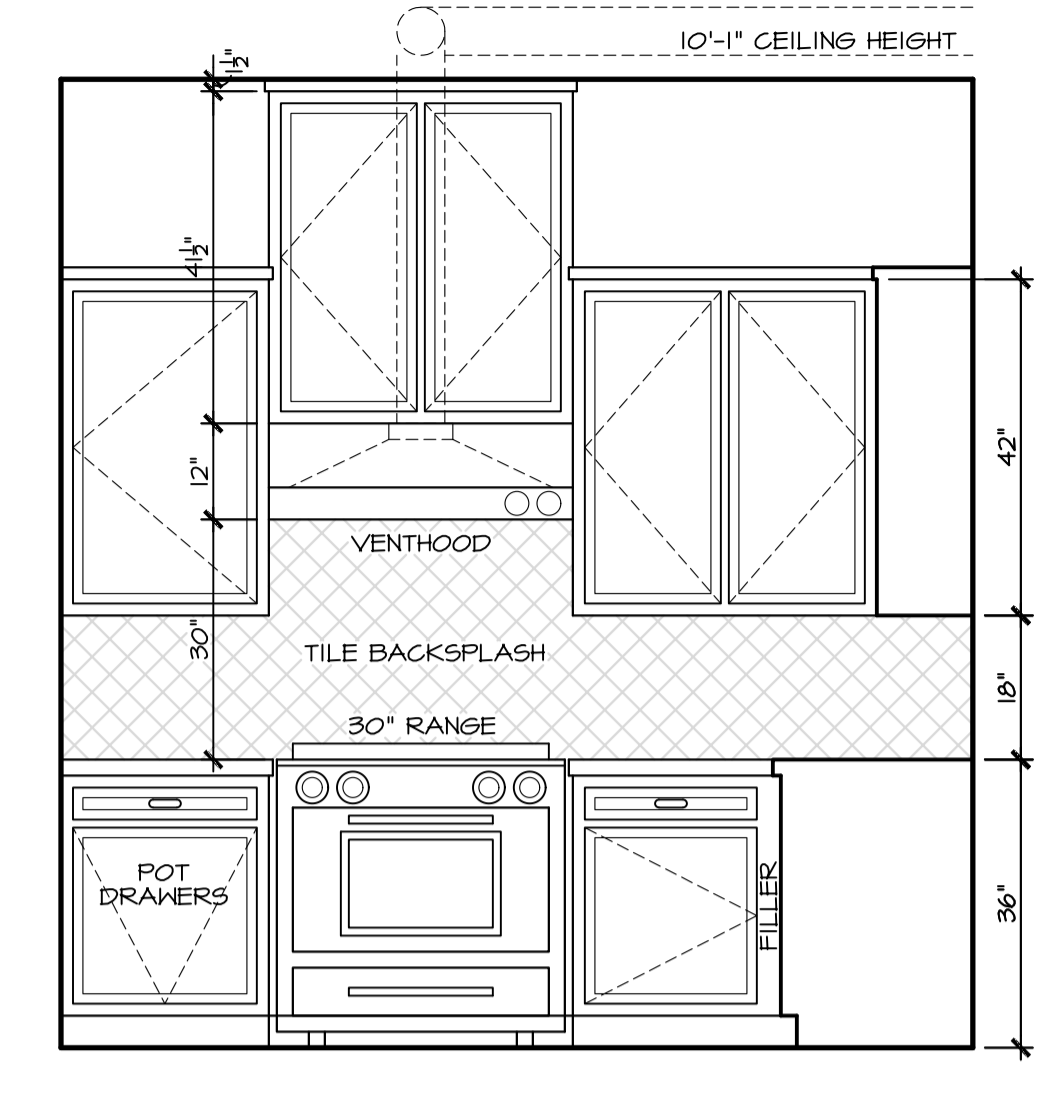 10'-1" CEILING HEIGHT
1½"
41½"
12"
42"
VENTHOOD
30"
TILE BACKSPLASH
18"
30" RANGE
POT
DRAWERS
FILLER
36"